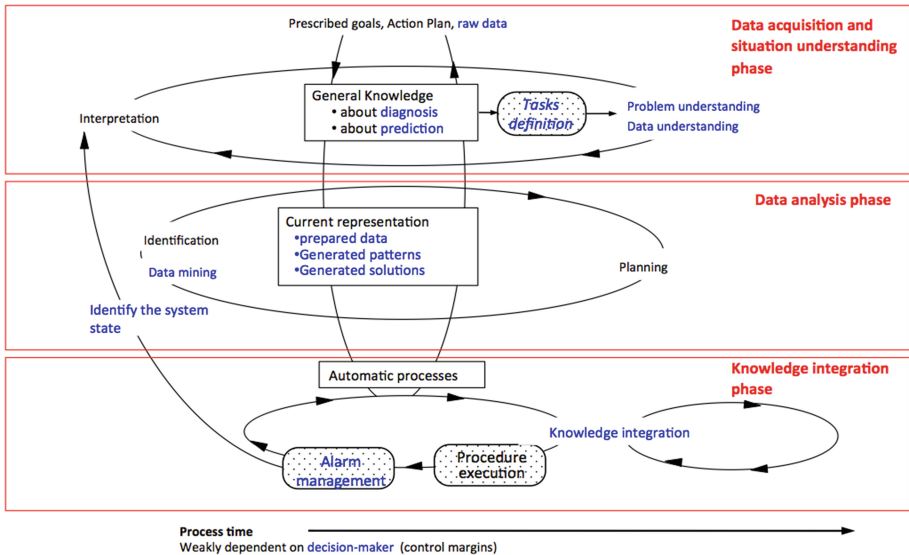 Prescribed goals, Action Plan, raw data
Data acquisition and
situation understanding
phase
General Knowledge
• about diagnosis
• about prediction
Tasks
definition
Problem understanding
Data understanding
Interpretation
Data analysis phase
Current representation
•prepared data
•Generated patterns
•Generated solutions
Identification
Data mining
Planning
Identify the system
state
Knowledge integration
phase
Automatic processes
Knowledge integration
Alarm
management
Procedure
execution
Process time
Weakly dependent on decision-maker (control margins)